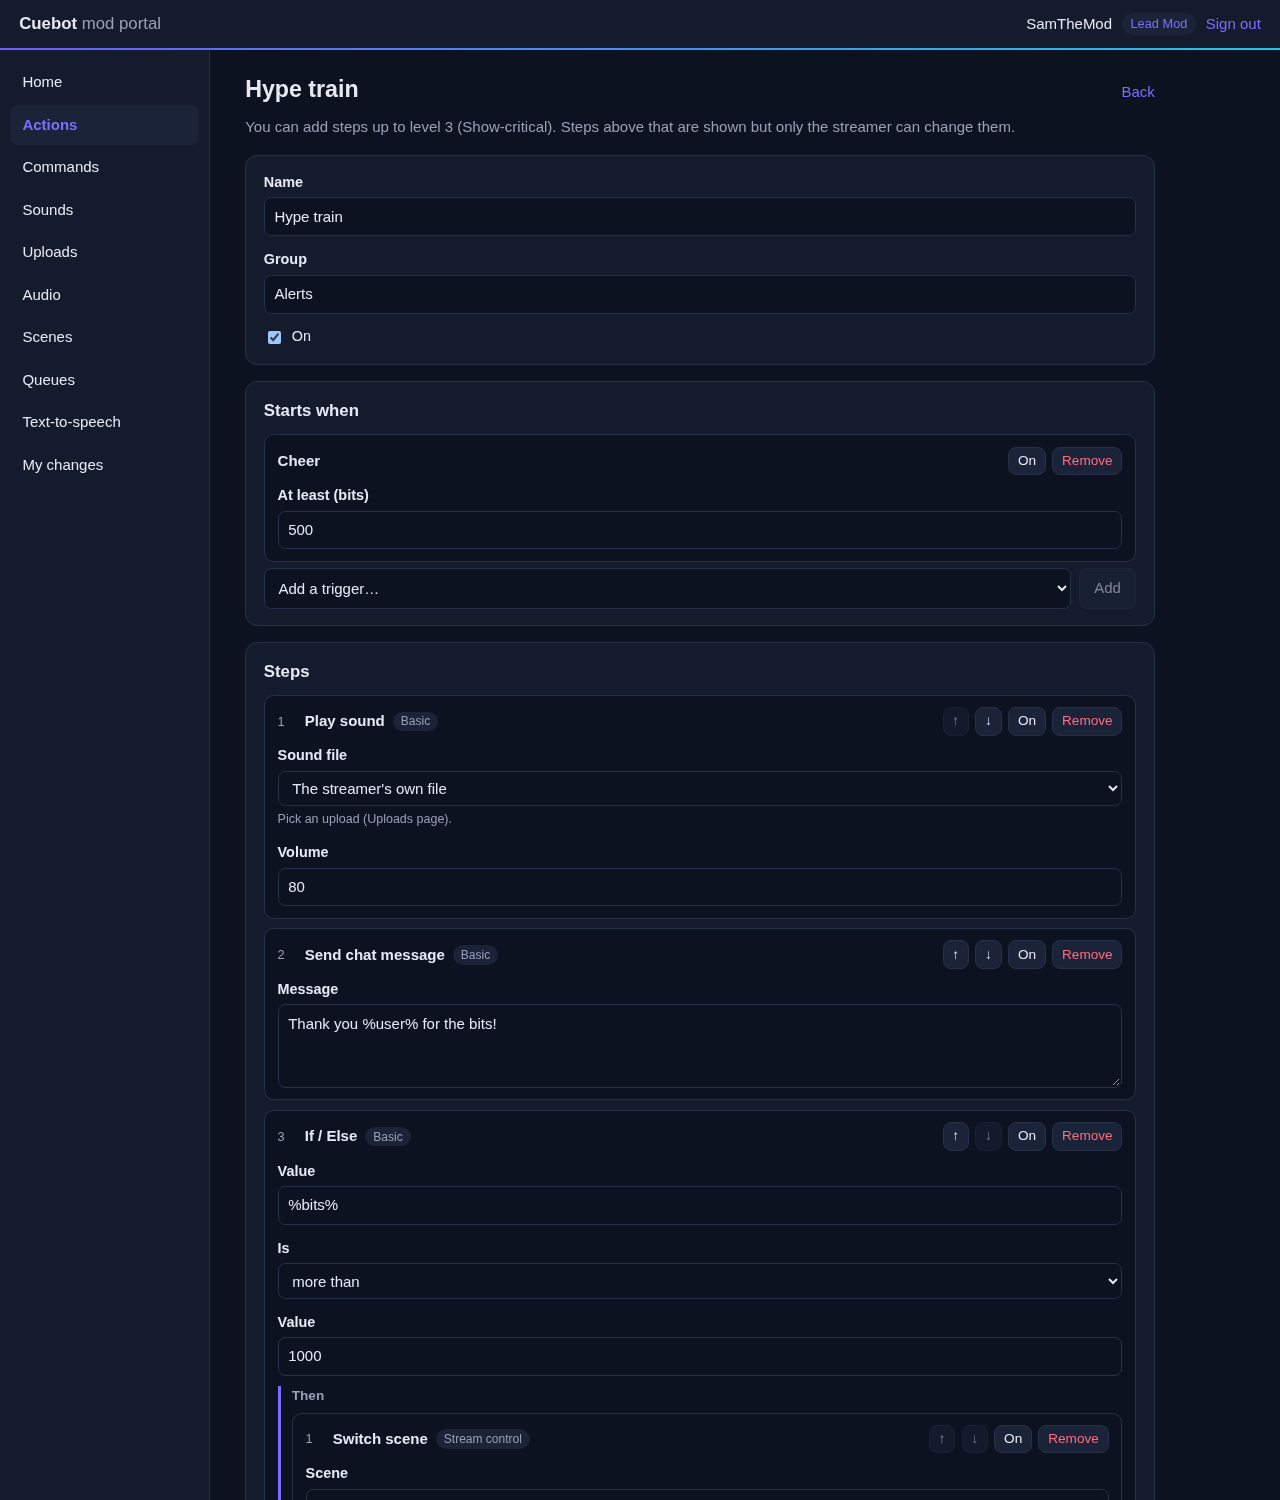 Cuebot mod portal
SamTheMod Lead Mod Sign out
Home
Actions
Commands
Sounds
Uploads
Audio
Scenes
Queues
Text-to-speech
My changes
Hype train
Back
You can add steps up to level 3 (Show-critical). Steps above that are shown but only the streamer can change them.
Name
Hype train
Group
Alerts
On
Starts when
Cheer On Remove
At least (bits)
500
Add a trigger… Add
Steps
1 Play sound Basic ↑ ↓ On Remove
Sound file
The streamer's own file
Pick an upload (Uploads page).
Volume
80
2 Send chat message Basic ↑ ↓ On Remove
Message
Thank you %user% for the bits!
3 If / Else Basic ↑ ↓ On Remove
Value
%bits%
Is
more than
Value
1000
Then
1 Switch scene Stream control ↑ ↓ On Remove
Scene